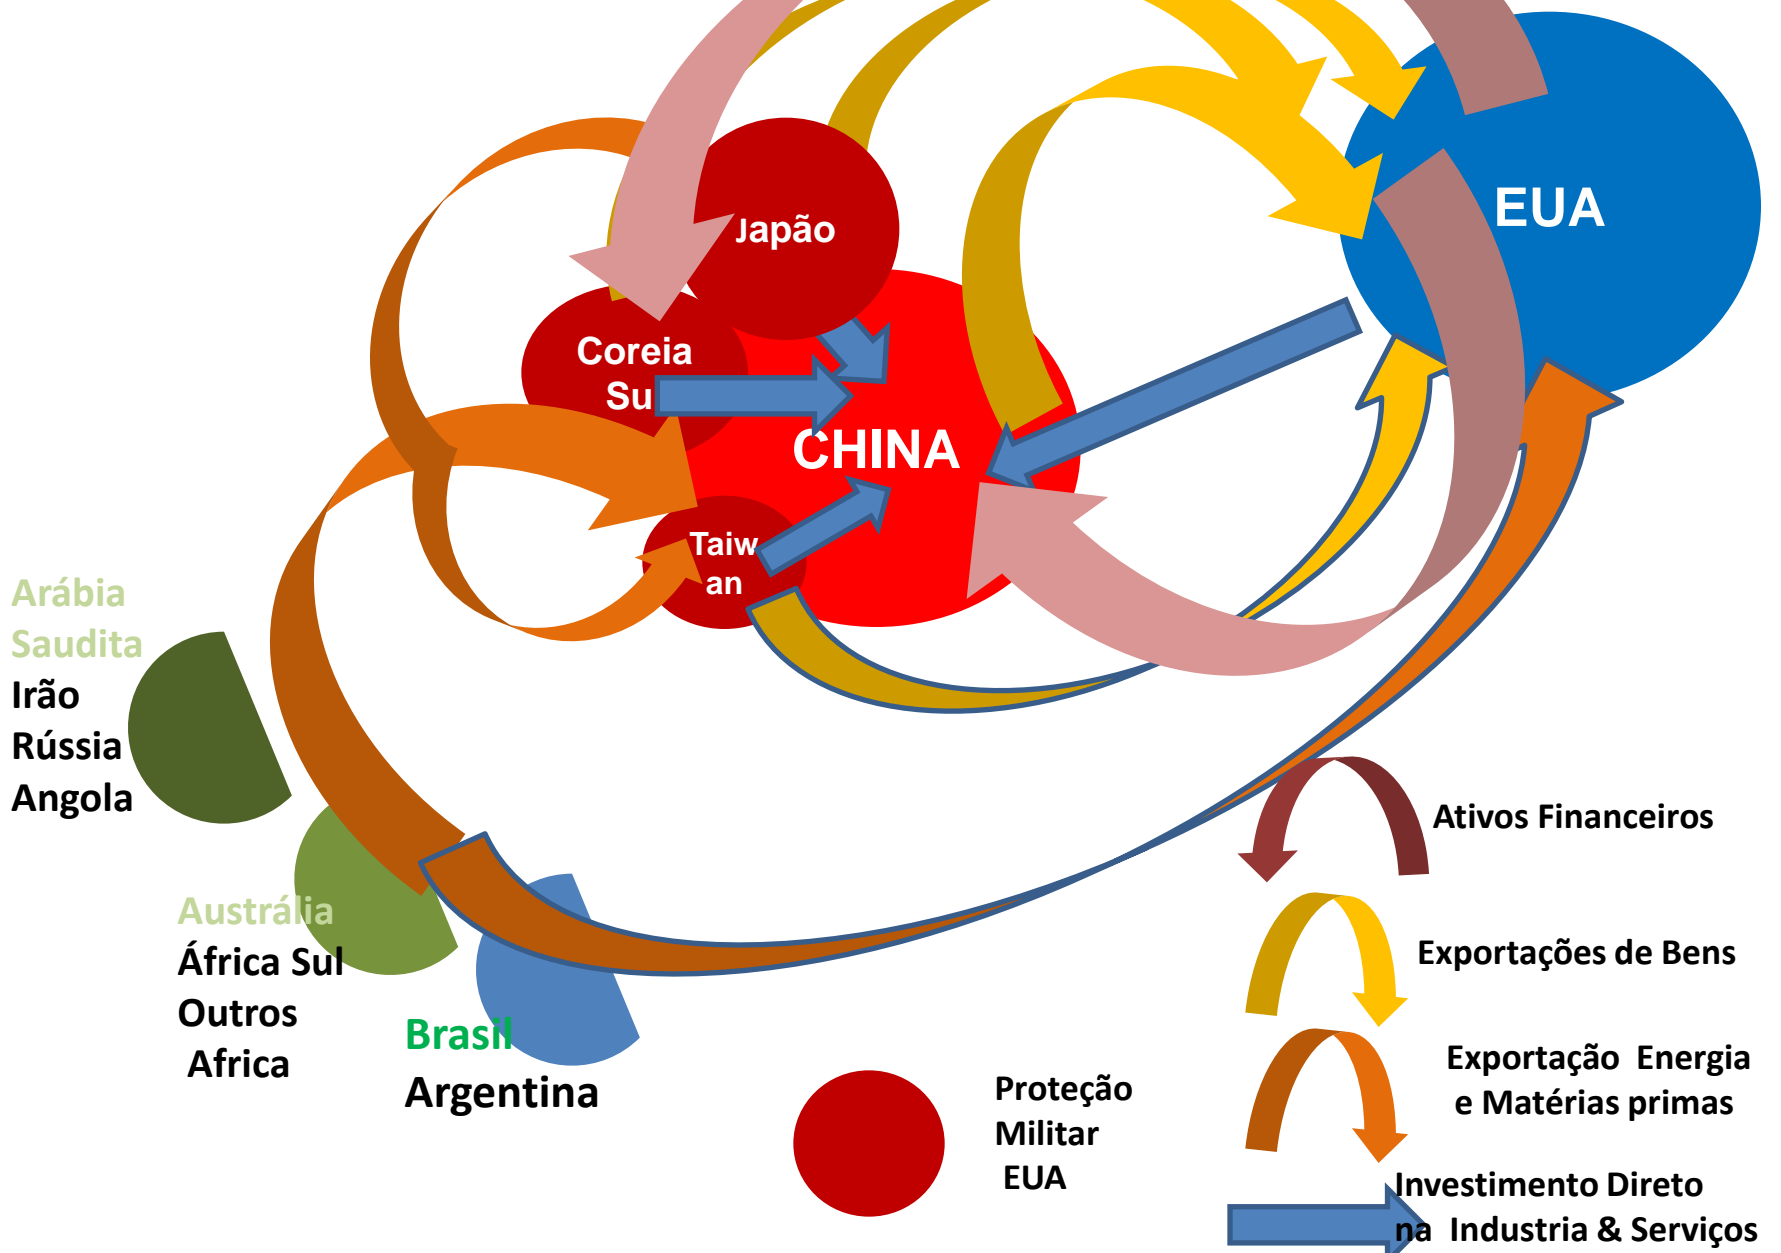 EUA
Japão
Coreia
Su
CHINA
Taiw
an
Arábia
Saudita
Irão
Rússia
Angola
Austrália
África Sul
Outros
Africa
Brasil
Argentina
Proteção
Militar
EUA
Ativos Financeiros
Exportações de Bens
Exportação Energia
e Matérias primas
Investimento Direto
na Industria & Serviços